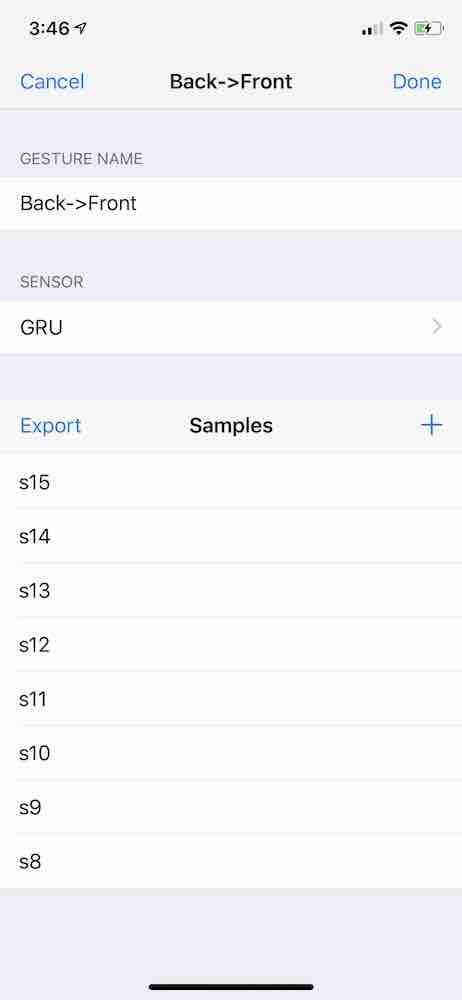 3:46
Cancel Back->Front Done
GESTURE NAME
Back->Front
SENSOR
GRU
Export Samples +
s15
s14
s13
s12
s11
s10
s9
s8